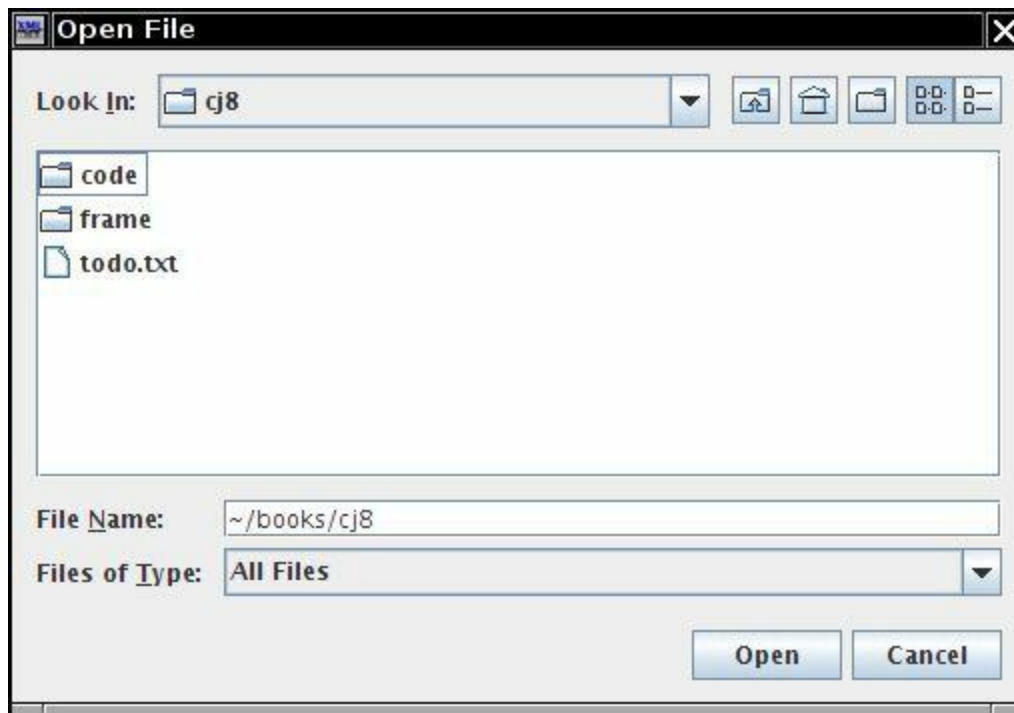 Open File
Look In: cj8
code
frame
todo.txt
File Name: ~/books/cj8
Files of Type: All Files
Open Cancel